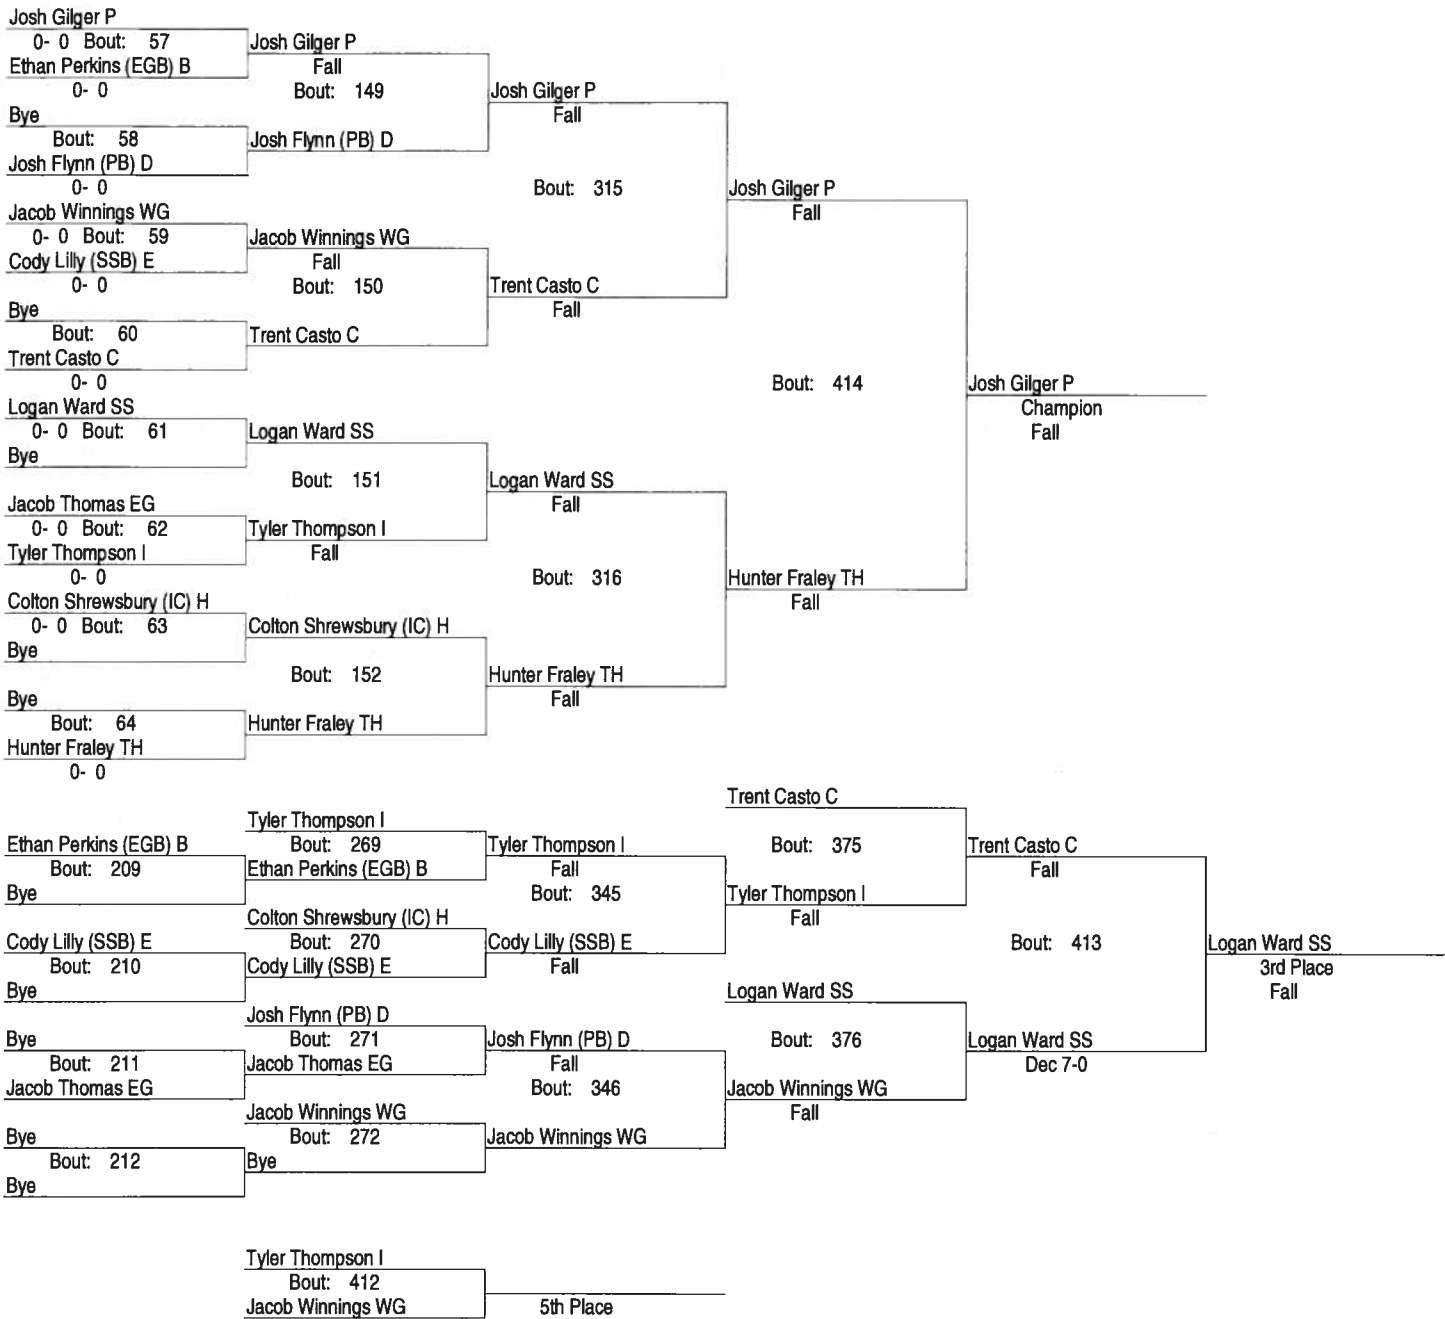 Josh Gilger P
0- 0 Bout: 57
Ethan Perkins (EGB) B
0- 0
Bye
Bout: 58
Josh Flynn (PB) D
0- 0
Jacob Winnings WG
0- 0 Bout: 59
Cody Lilly (SSB) E
0- 0
Bye
Bout: 60
Trent Casto C
0- 0
Logan Ward SS
0- 0 Bout: 61
Bye
Jacob Thomas EG
0- 0 Bout: 62
Tyler Thompson I
0- 0
Colton Shrewsbury (IC) H
0- 0 Bout: 63
Bye
Bye
Bout: 64
Hunter Fraley TH
0- 0
Josh Gilger P
Fall
Bout: 149
Josh Flynn (PB) D
Jacob Winnings WG
Fall
Bout: 150
Trent Casto C
Logan Ward SS
Bout: 151
Tyler Thompson I
Fall
Colton Shrewsbury (IC) H
Bout: 152
Hunter Fraley TH
Josh Gilger P
Fall
Bout: 315
Trent Casto C
Fall
Logan Ward SS
Fall
Bout: 316
Hunter Fraley TH
Fall
Josh Gilger P
Fall
Bout: 414
Hunter Fraley TH
Fall
Josh Gilger P
Champion
Fall
Ethan Perkins (EGB) B
Bout: 209
Bye
Cody Lilly (SSB) E
Bout: 210
Bye
Bye
Bout: 211
Jacob Thomas EG
Bye
Bout: 212
Bye
Tyler Thompson I
Bout: 269
Ethan Perkins (EGB) B
Colton Shrewsbury (IC) H
Bout: 270
Cody Lilly (SSB) E
Josh Flynn (PB) D
Bout: 271
Jacob Thomas EG
Jacob Winnings WG
Bout: 272
Bye
Tyler Thompson I
Fall
Bout: 345
Cody Lilly (SSB) E
Fall
Josh Flynn (PB) D
Fall
Bout: 346
Jacob Winnings WG
Trent Casto C
Bout: 375
Tyler Thompson I
Fall
Logan Ward SS
Bout: 376
Jacob Winnings WG
Fall
Trent Casto C
Fall
Bout: 413
Logan Ward SS
Dec 7-0
Logan Ward SS
3rd Place
Fall
Tyler Thompson I
Bout: 412
Jacob Winnings WG
5th Place